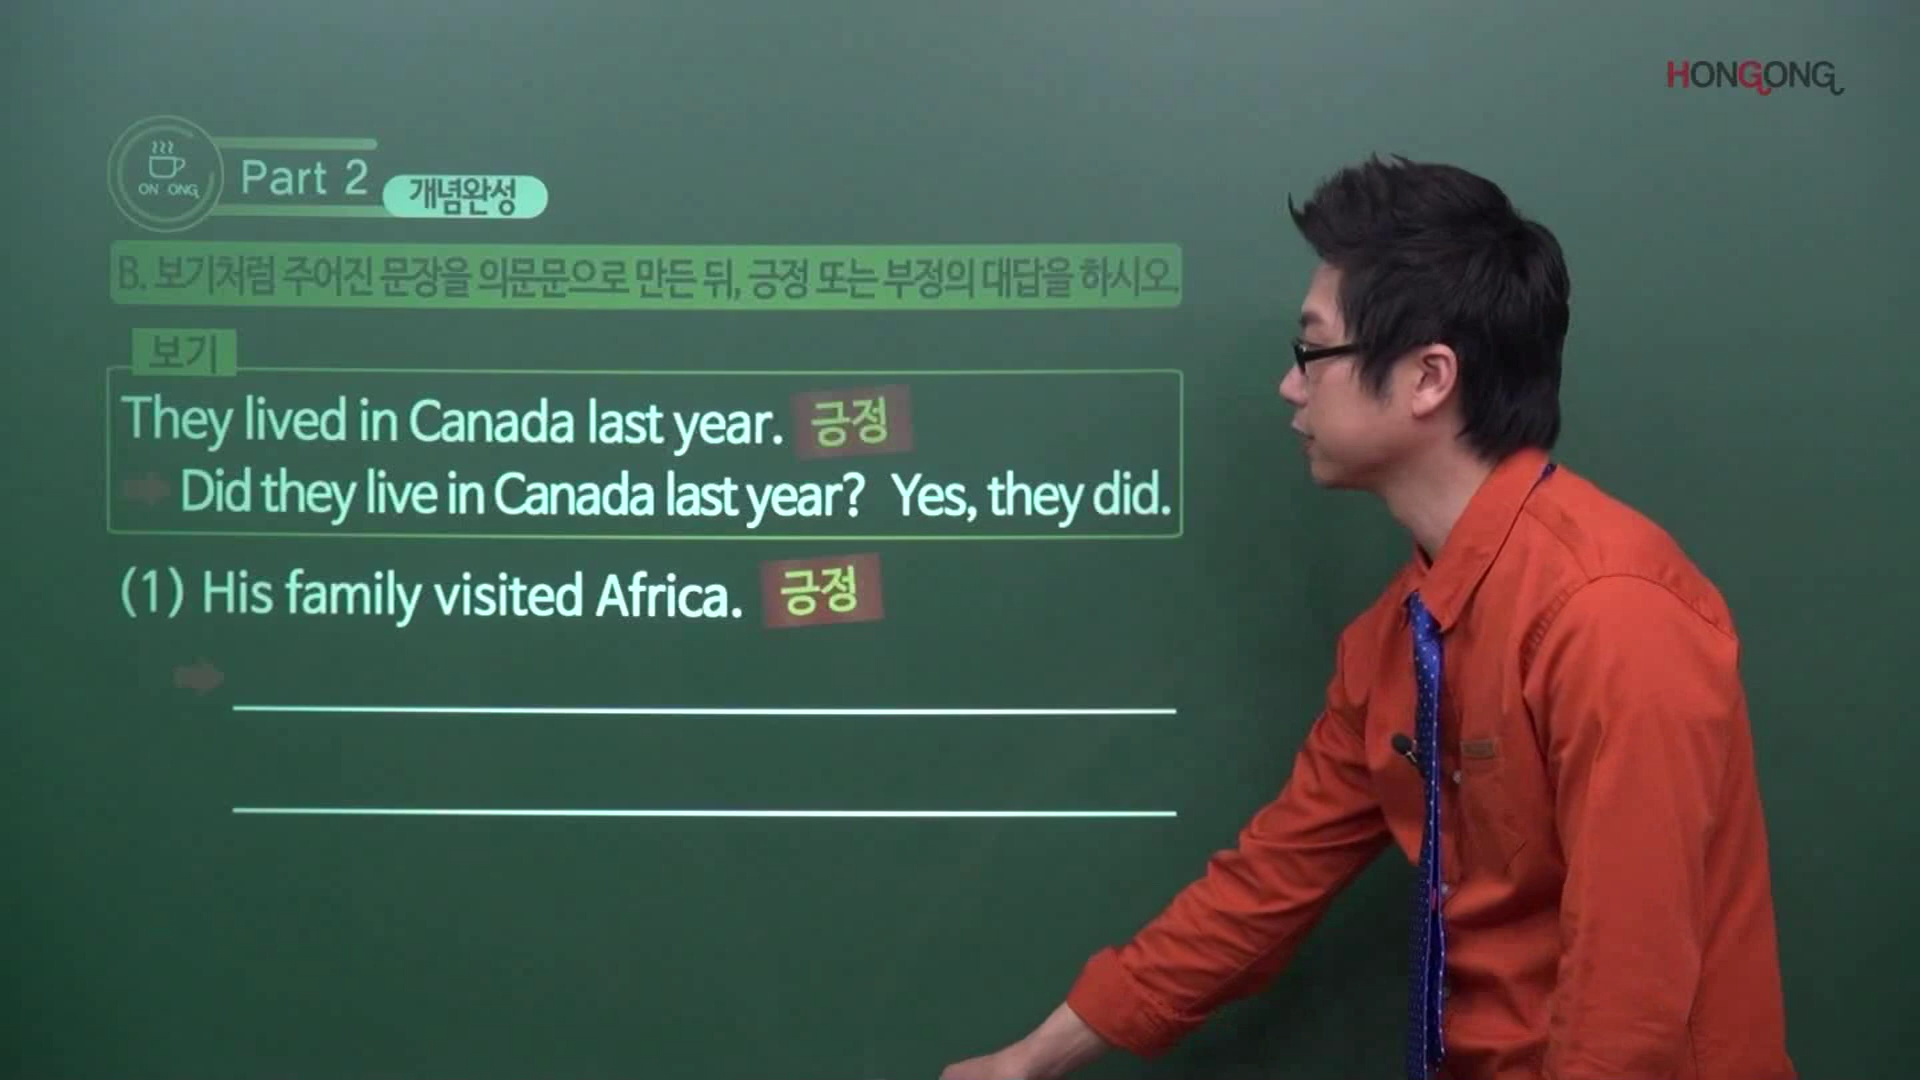 HONGONG
ON ONG
Part 2 개념완성
B. 보기처럼 주어진 문장을 의문문으로 만든 뒤, 긍정 또는 부정의 대답을 하시오.
보기
They lived in Canada last year. 긍정
Did they live in Canada last year? Yes, they did.
(1) His family visited Africa. 긍정